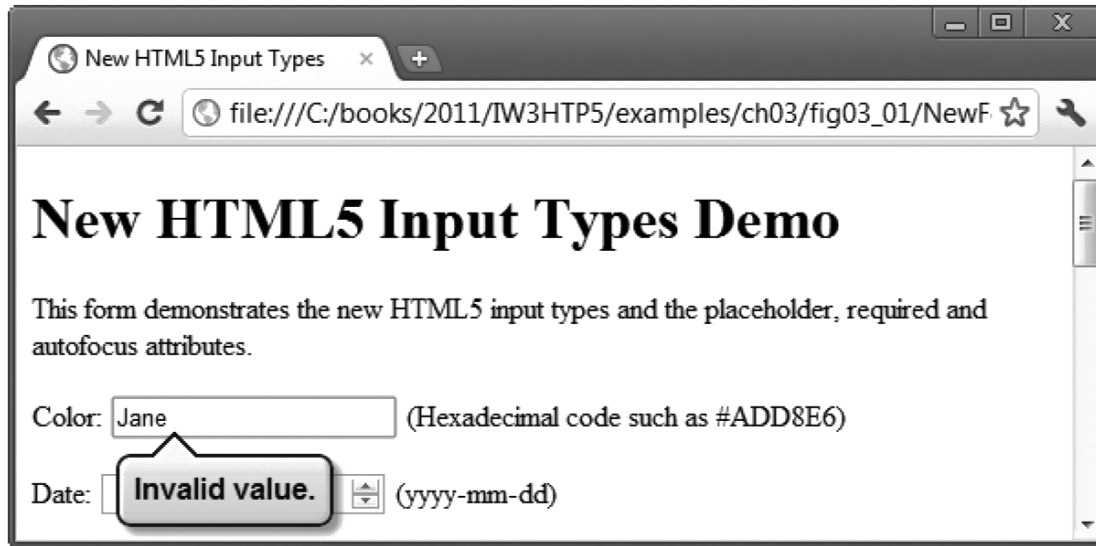 New HTML5 Input Types
file:///C:/books/2011/IW3HTP5/examples/ch03/fig03_01/NewF
New HTML5 Input Types Demo
This form demonstrates the new HTML5 input types and the placeholder, required and
autofocus attributes.
Color: Jane (Hexadecimal code such as #ADD8E6)
Invalid value.
Date: (yyyy-mm-dd)